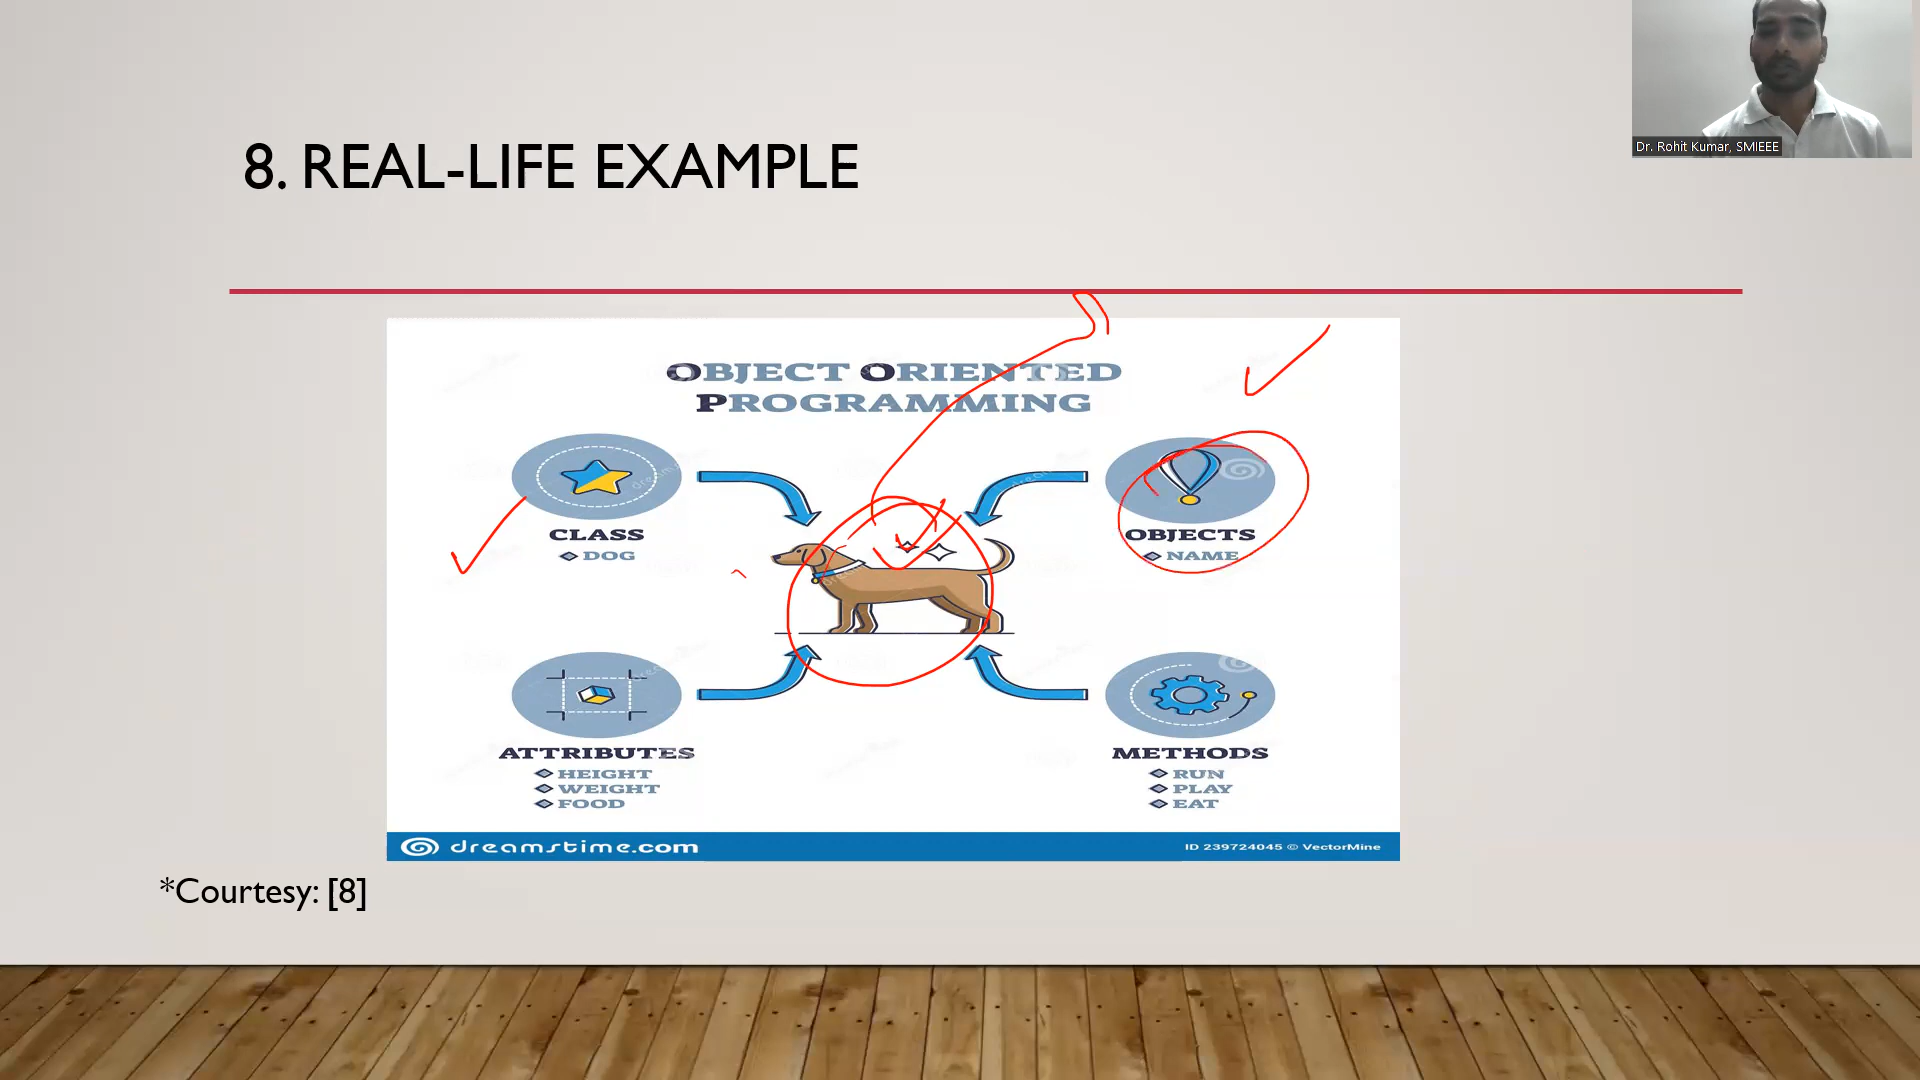 Dr. Rohit Kumar, SMIEEE
8. REAL-LIFE EXAMPLE
OBJECT ORIENTED
PROGRAMMING
CLASS
DOG
OBJECTS
NAME
ATTRIBUTES
HEIGHT
WEIGHT
FOOD
METHODS
RUN
PLAY
EAT
dreamstime.com
ID 239724045 © VectorMine
*Courtesy: [8]